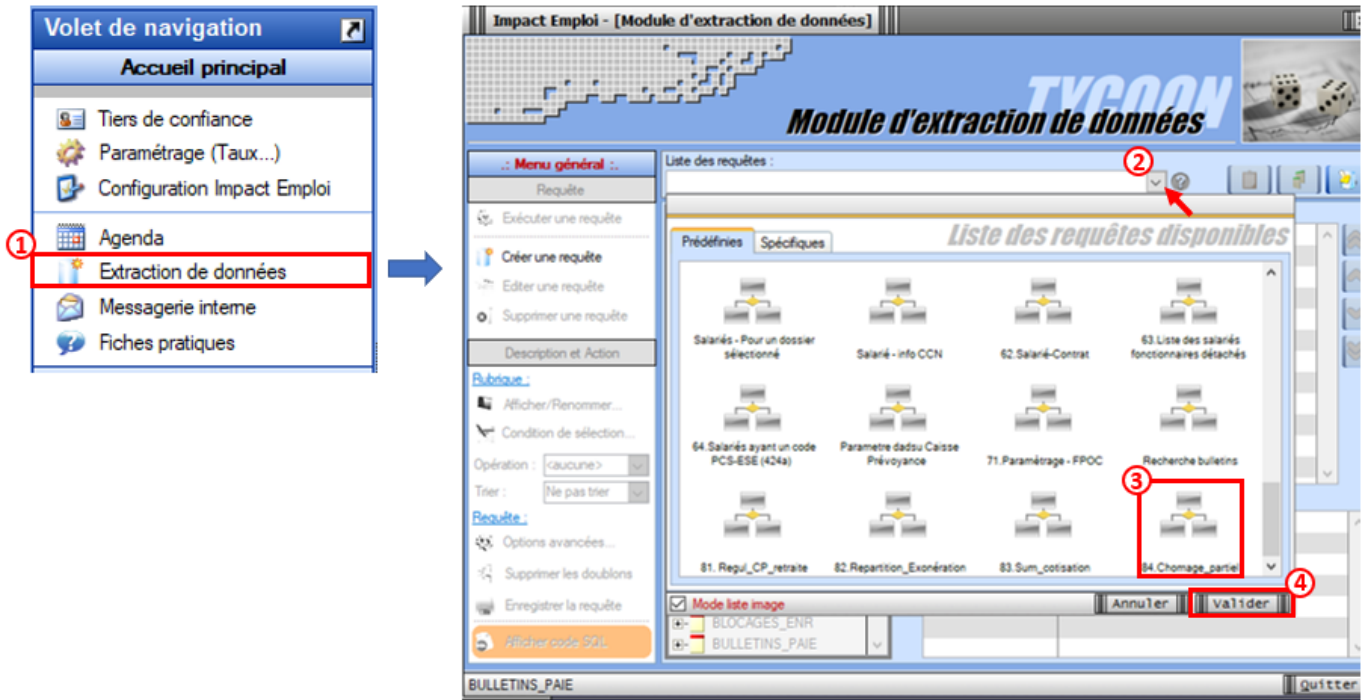 Volet de navigation
Accueil principal
Tiers de confiance
Paramétrage (Taux...)
Configuration Impact Emploi
Agenda
1
Extraction de données
Messagerie interne
Fiches pratiques
Impact Emploi - [Module d'extraction de données]
TYCOON
Module d'extraction de données
.: Menu général :.
Requête
Exécuter une requête
Créer une requête
Editer une requête
Supprimer une requête
Description et Action
Rubrique :
Afficher/Renommer...
Condition de sélection...
Opération : <aucune>
Trier : Ne pas trier
Requête :
Options avancées...
Supprimer les doublons
Enregistrer la requête
Afficher code SQL
Liste des requêtes :
2
Liste des requêtes disponibles
Prédéfinies Spécifiques
Salariés - Pour un dossier sélectionné
Salarié - info CCN
62.Salarié-Contrat
63.Liste des salariés fonctionnaires détachés
64.Salariés ayant un code PCS-ESE (424a)
Parametre dadsu Caisse Prévoyance
71.Paramétrage - FPOC
Recherche bulletins
3
81. Regul_CP_retraite
82.Repartition_Exonération
83.Sum_cotisation
84.Chomage_partiel
4
Mode liste image
Annuler Valider
BLOCAGES_ENR
BULLETINS_PAIE
BULLETINS_PAIE
Quitter